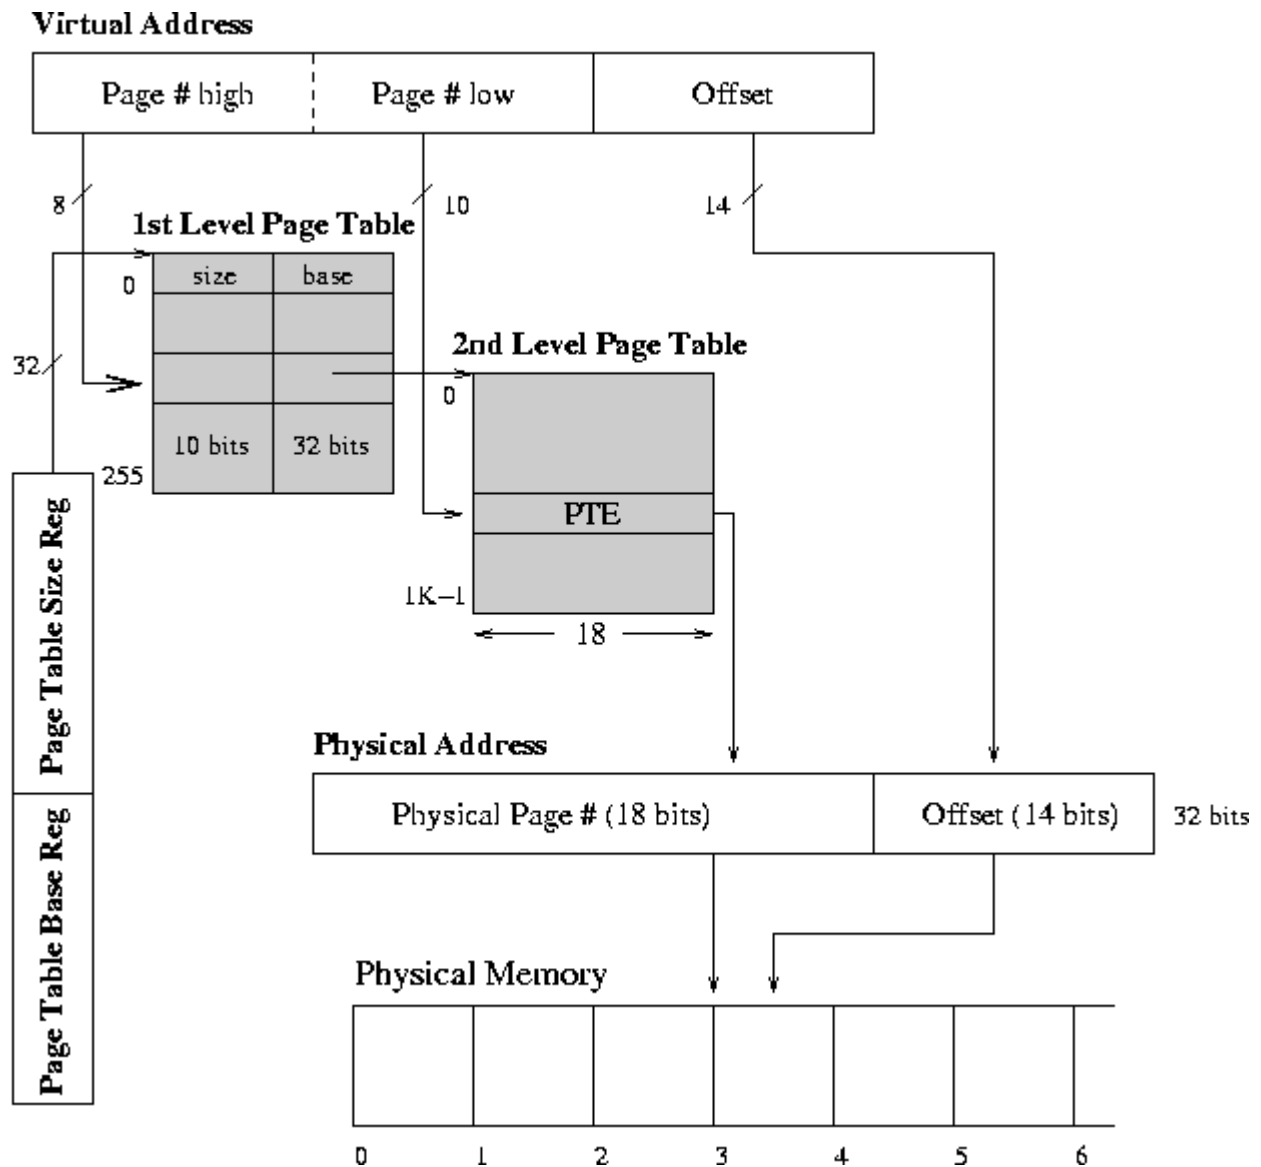 Virtual Address
Page # high
Page # low
Offset
8
10
14
1st Level Page Table
0
size
base
32
2nd Level Page Table
0
10 bits
32 bits
255
PTE
1K-1
18
Page Table Size Reg
Page Table Base Reg
Physical Address
Physical Page # (18 bits)
Offset (14 bits)
32 bits
Physical Memory
0 1 2 3 4 5 6